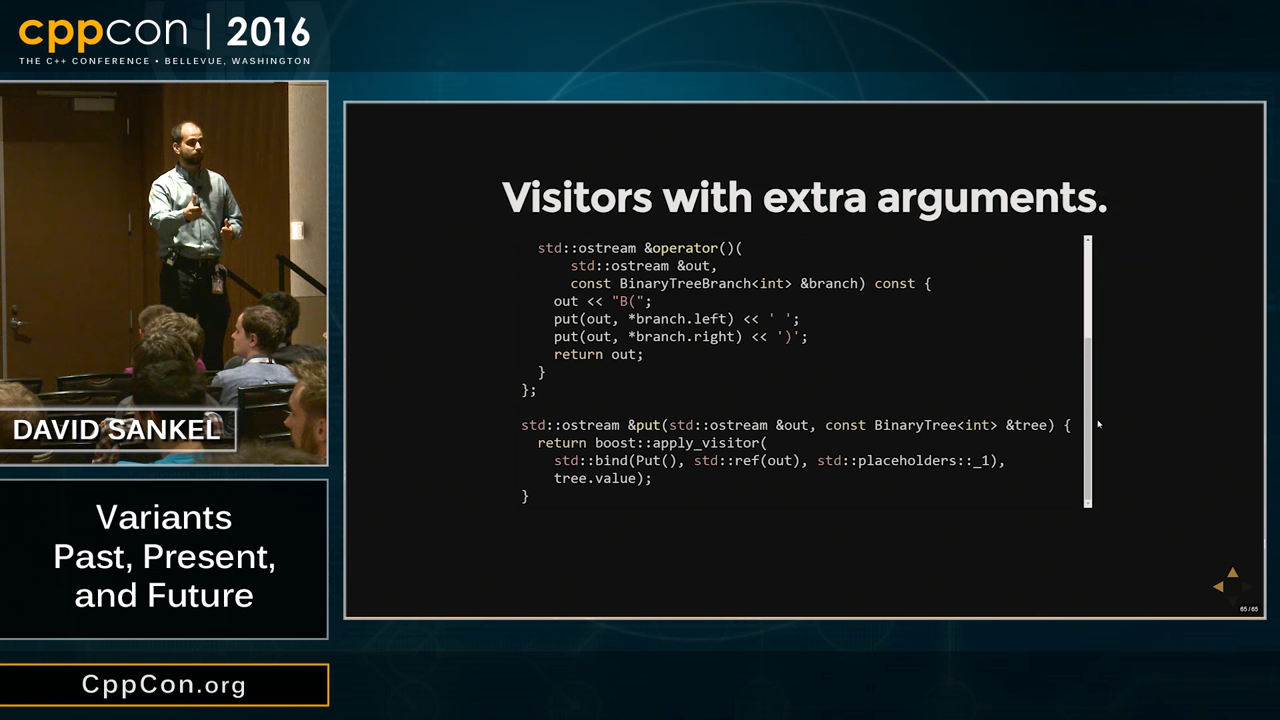 cppcon | 2016
THE C++ CONFERENCE • BELLEVUE, WASHINGTON
DAVID SANKEL
Variants
Past, Present,
and Future
CppCon.org
Visitors with extra arguments.
std::ostream &operator()(
std::ostream &out,
const BinaryTreeBranch<int> &branch) const {
out << "B(";
put(out, *branch.left) << ' ';
put(out, *branch.right) << ')';
return out;
}
};
std::ostream &put(std::ostream &out, const BinaryTree<int> &tree) {
return boost::apply_visitor(
std::bind(Put(), std::ref(out), std::placeholders::_1),
tree.value);
}
65/65